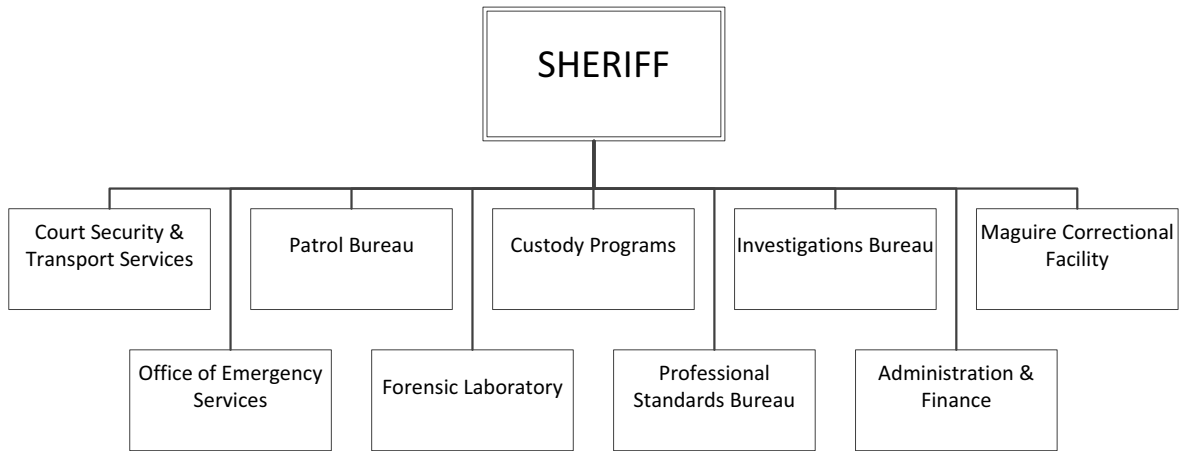 SHERIFF
Court Security &
Transport Services
Patrol Bureau
Custody Programs
Investigations Bureau
Maguire Correctional
Facility
Office of Emergency
Services
Forensic Laboratory
Professional
Standards Bureau
Administration &
Finance